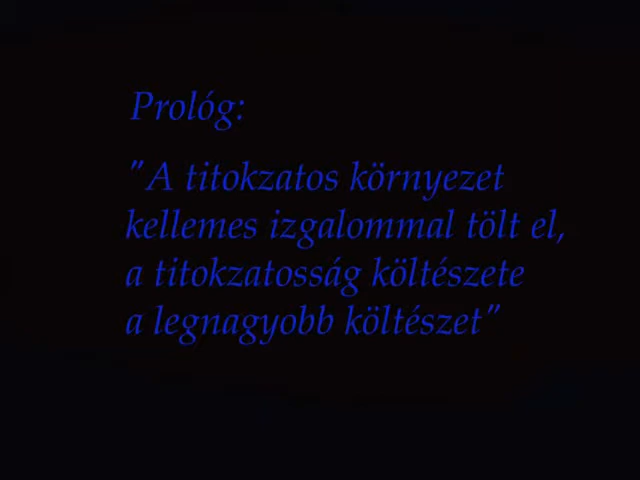 Prológ:
"A titokzatos környezet
kellemes izgalommal tölt el,
a titokzatosság költészete
a legnagyobb költészet"